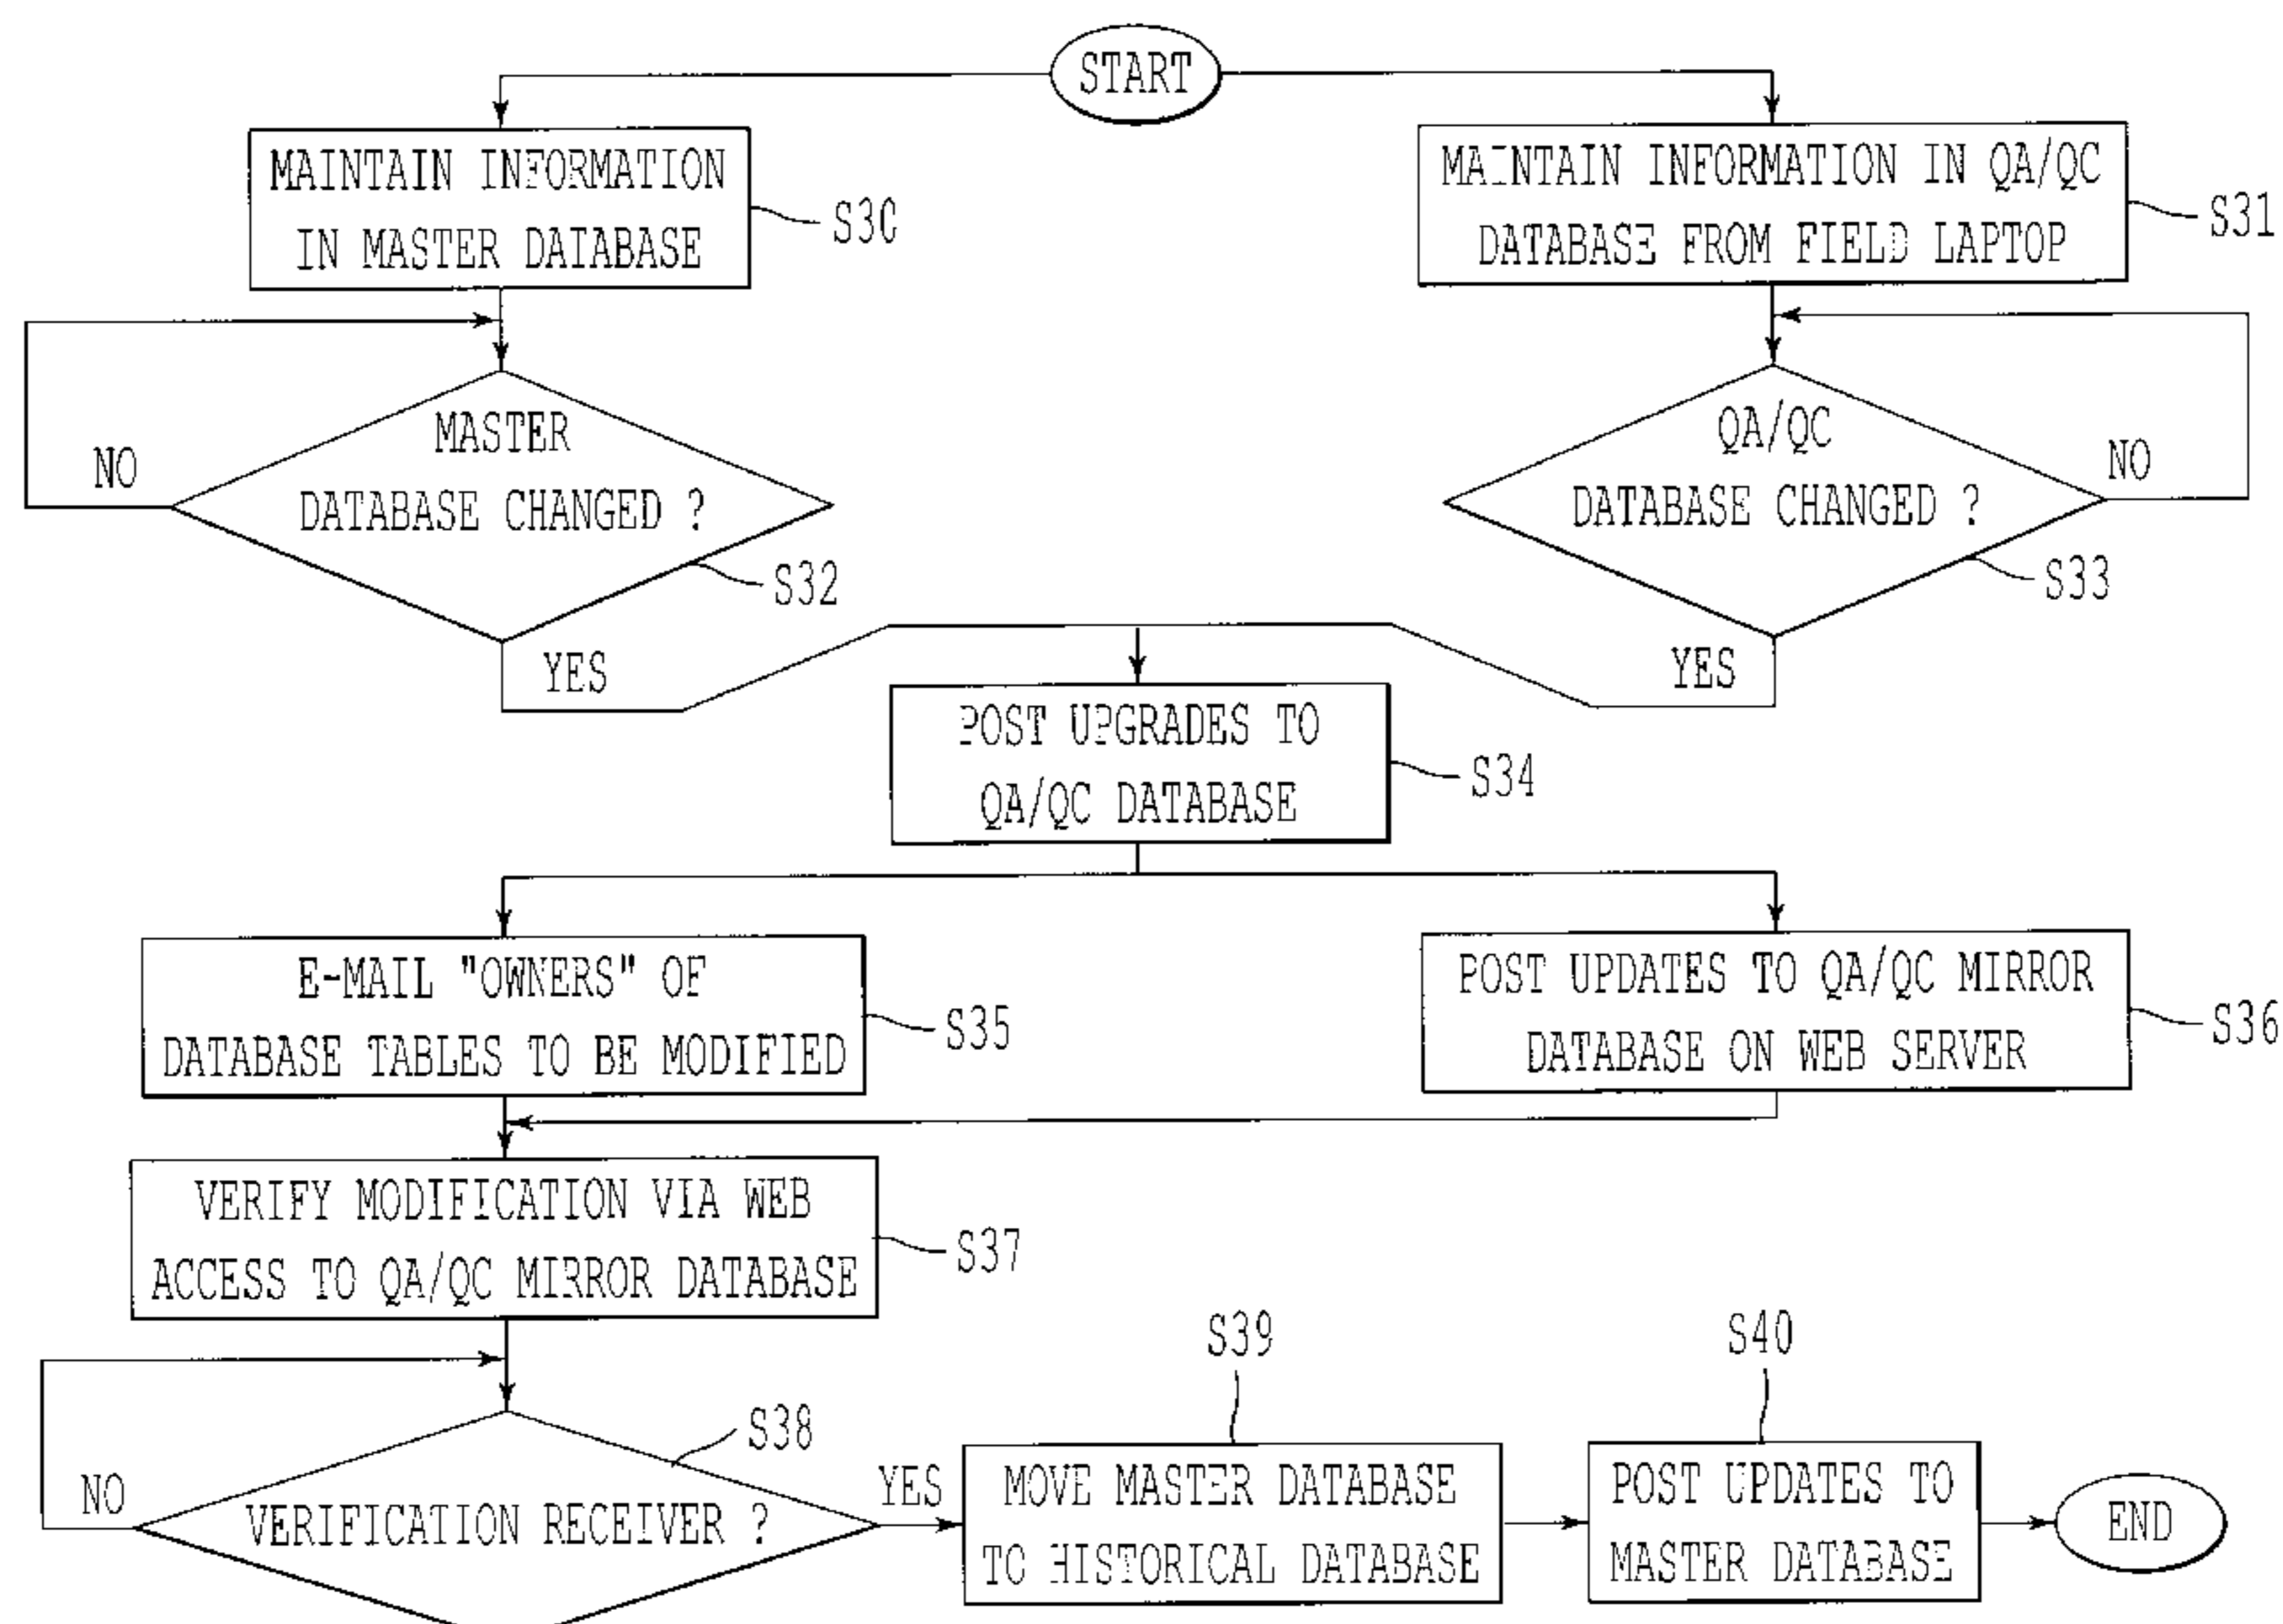 START
MAINTAIN INFORMATION
IN MASTER DATABASE
S30
MAINTAIN INFORMATION IN QA/QC
DATABASE FROM FIELD LAPTOP
S31
MASTER
DATABASE CHANGED ?
NO
S32
YES
QA/QC
DATABASE CHANGED ?
NO
S33
YES
POST UPGRADES TO
QA/QC DATABASE
S34
E-MAIL "OWNERS" OF
DATABASE TABLES TO BE MODIFIED
S35
POST UPDATES TO QA/QC MIRROR
DATABASE ON WEB SERVER
S36
VERIFY MODIFICATION VIA WEB
ACCESS TO QA/QC MIRROR DATABASE
S37
VERIFICATION RECEIVER ?
NO
S38
YES
S39
MOVE MASTER DATABASE
TO HISTORICAL DATABASE
S40
POST UPDATES TO
MASTER DATABASE
END